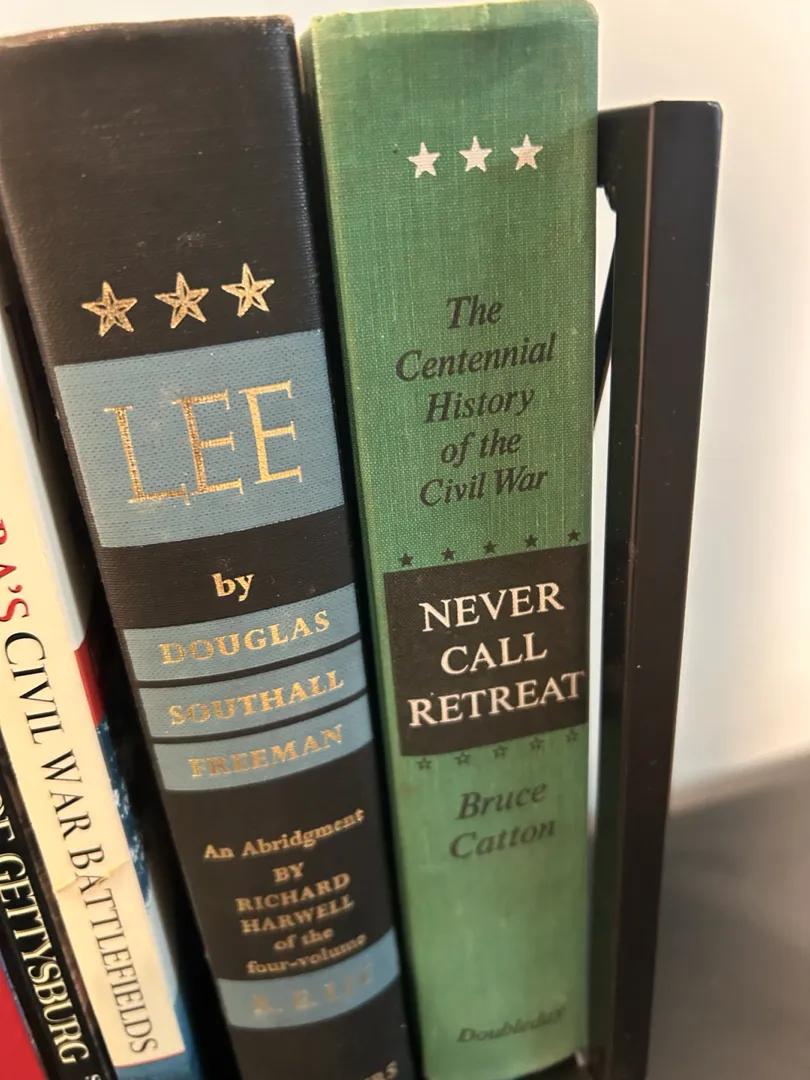 CIVIL WAR BATTLEFIELDS
GETTYSBURG
LEE
by
DOUGLAS
SOUTHALL
FREEMAN
An Abridgment
BY
RICHARD
HARWELL
of the
four-volume
R. E. LEE
The
Centennial
History
of the
Civil War
NEVER
CALL
RETREAT
Bruce
Catton
Doubleday